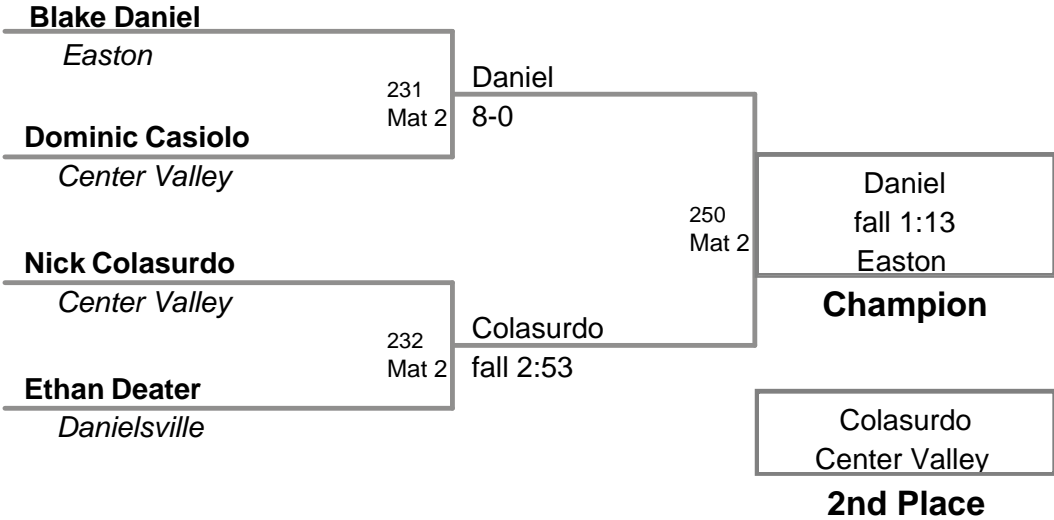 Blake Daniel
Easton
231
Mat 2
Daniel
8-0
Dominic Casiolo
Center Valley
Nick Colasurdo
Center Valley
232
Mat 2
Colasurdo
fall 2:53
Ethan Deater
Danielsville
250
Mat 2
Daniel
fall 1:13
Easton
Champion
Colasurdo
Center Valley
2nd Place